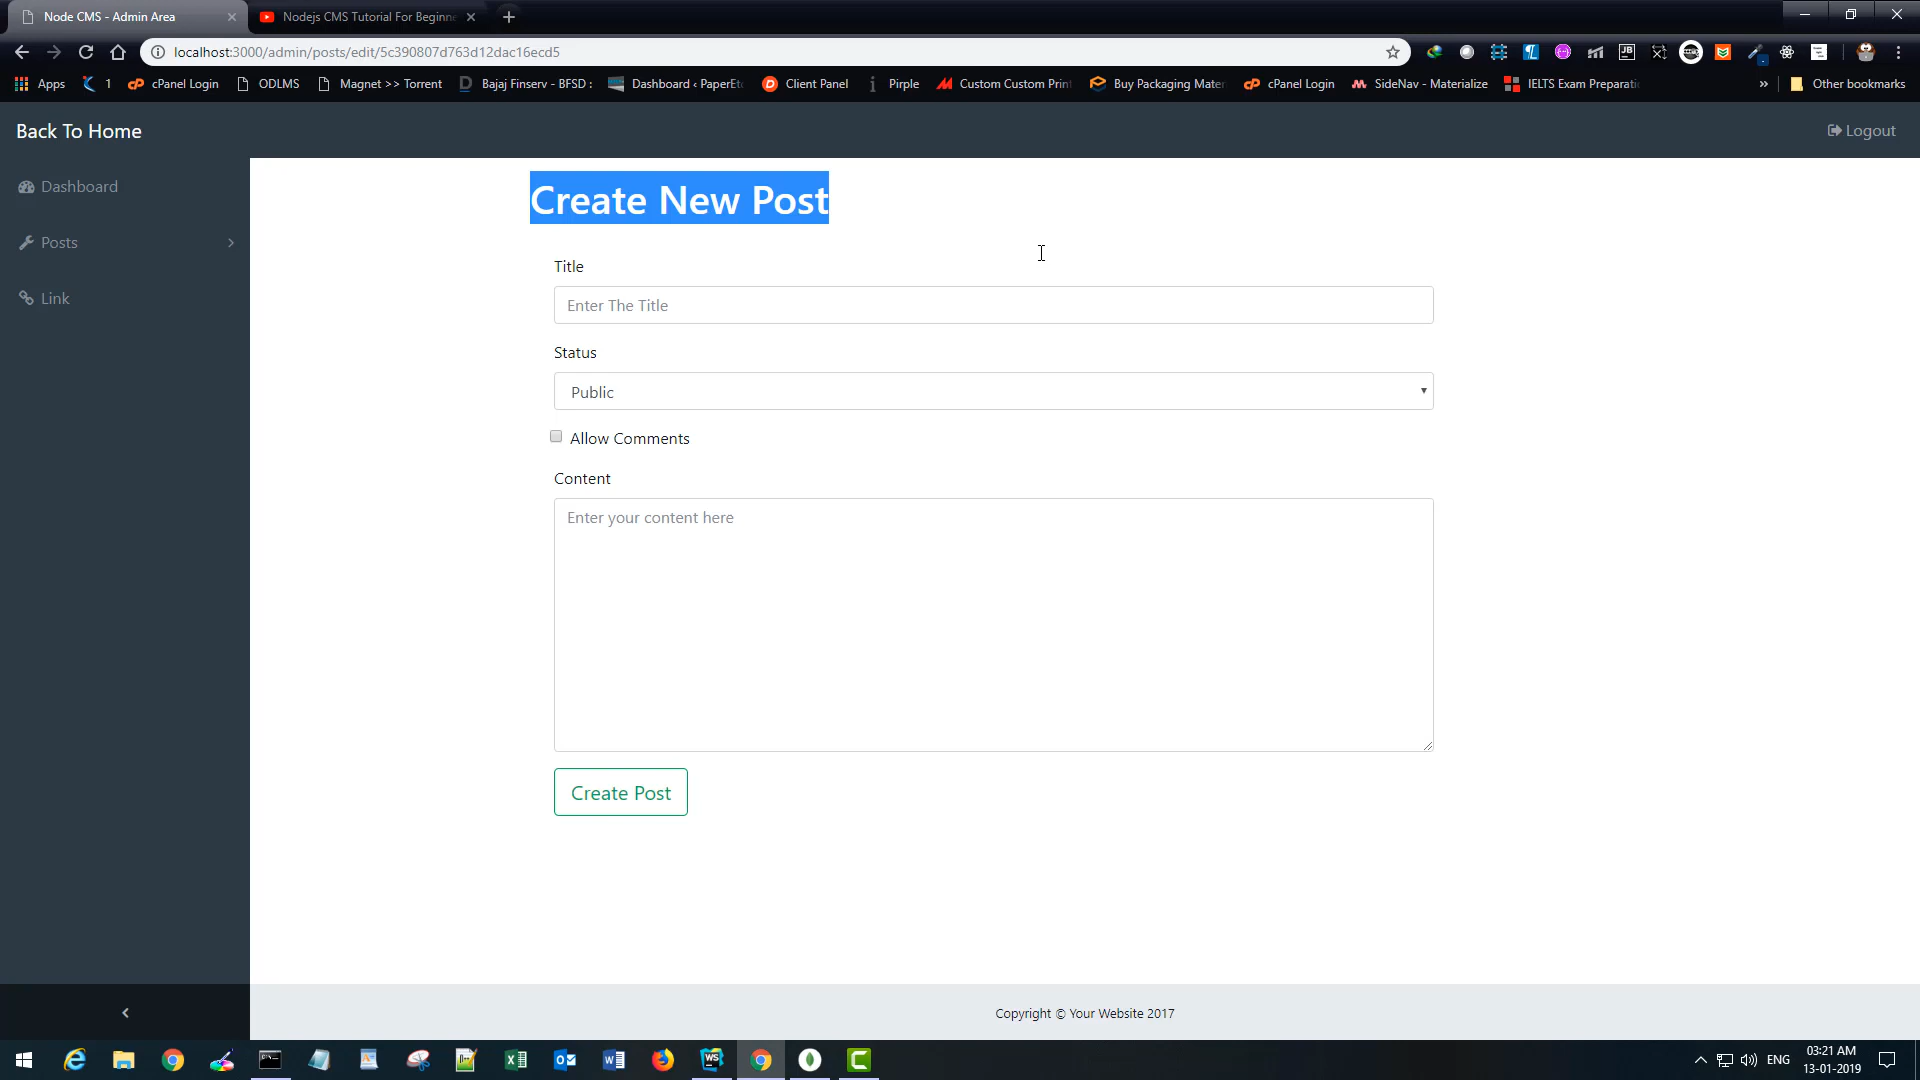 Node CMS - Admin Area
Nodejs CMS Tutorial For Beginne
localhost:3000/admin/posts/edit/5c390807d763d12dac16ecd5
Apps
1
cPanel Login
ODLMS
Magnet >> Torrent
Bajaj Finserv - BFSD :
Dashboard ‹ PaperEtc
Client Panel
Pirple
Custom Custom Print
Buy Packaging Mater
cPanel Login
SideNav - Materialize
IELTS Exam Preparati
»
Other bookmarks
Back To Home
Logout
Dashboard
Posts
Link
Create New Post
Title
Enter The Title
Status
Public
Allow Comments
Content
Enter your content here
Create Post
Copyright © Your Website 2017
ENG
03:21 AM
13-01-2019